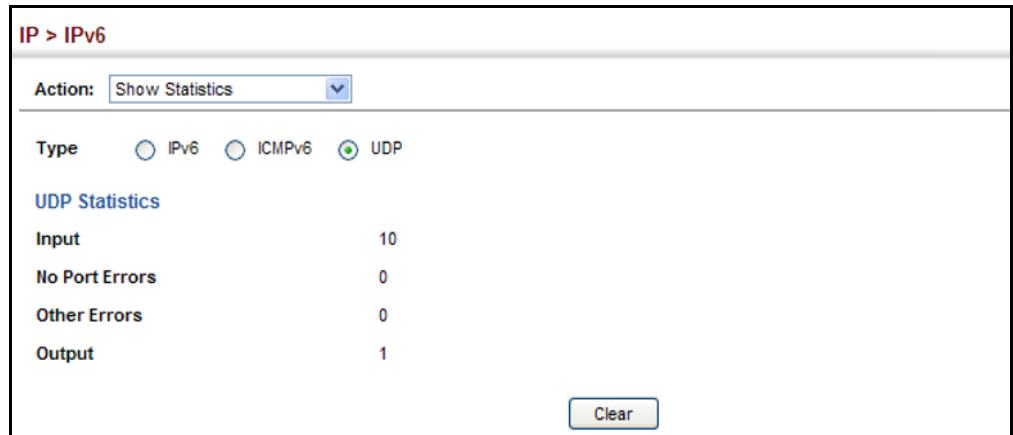 IP > IPv6
Action: Show Statistics
Type IPv6 ICMPv6 UDP
UDP Statistics
Input 10
No Port Errors 0
Other Errors 0
Output 1
Clear